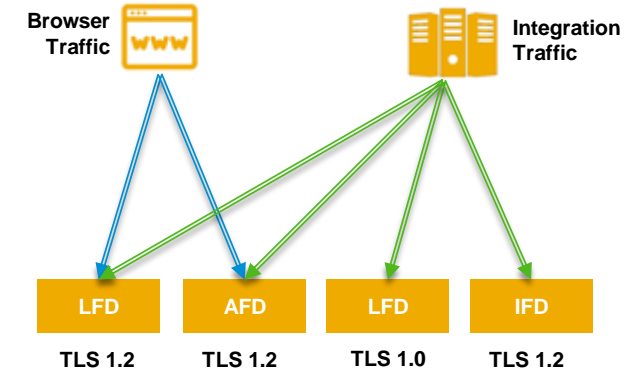 Browser
Traffic
WWW
Integration
Traffic
LFD
AFD
LFD
IFD
TLS 1.2
TLS 1.2
TLS 1.0
TLS 1.2